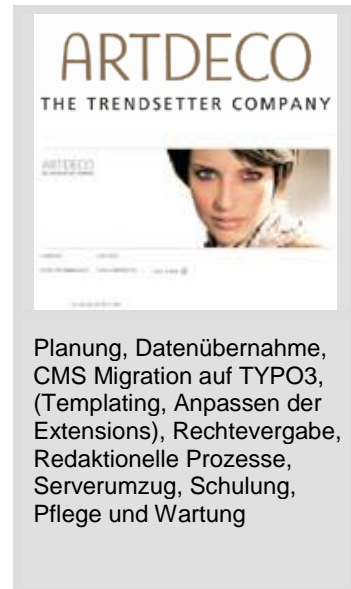 ARTDECO
THE TRENDSETTER COMPANY
ARTDECO
Planung, Datenübernahme,
CMS Migration auf TYPO3,
(Templating, Anpassen der
Extensions), Rechtevergabe,
Redaktionelle Prozesse,
Serverumzug, Schulung,
Pflege und Wartung